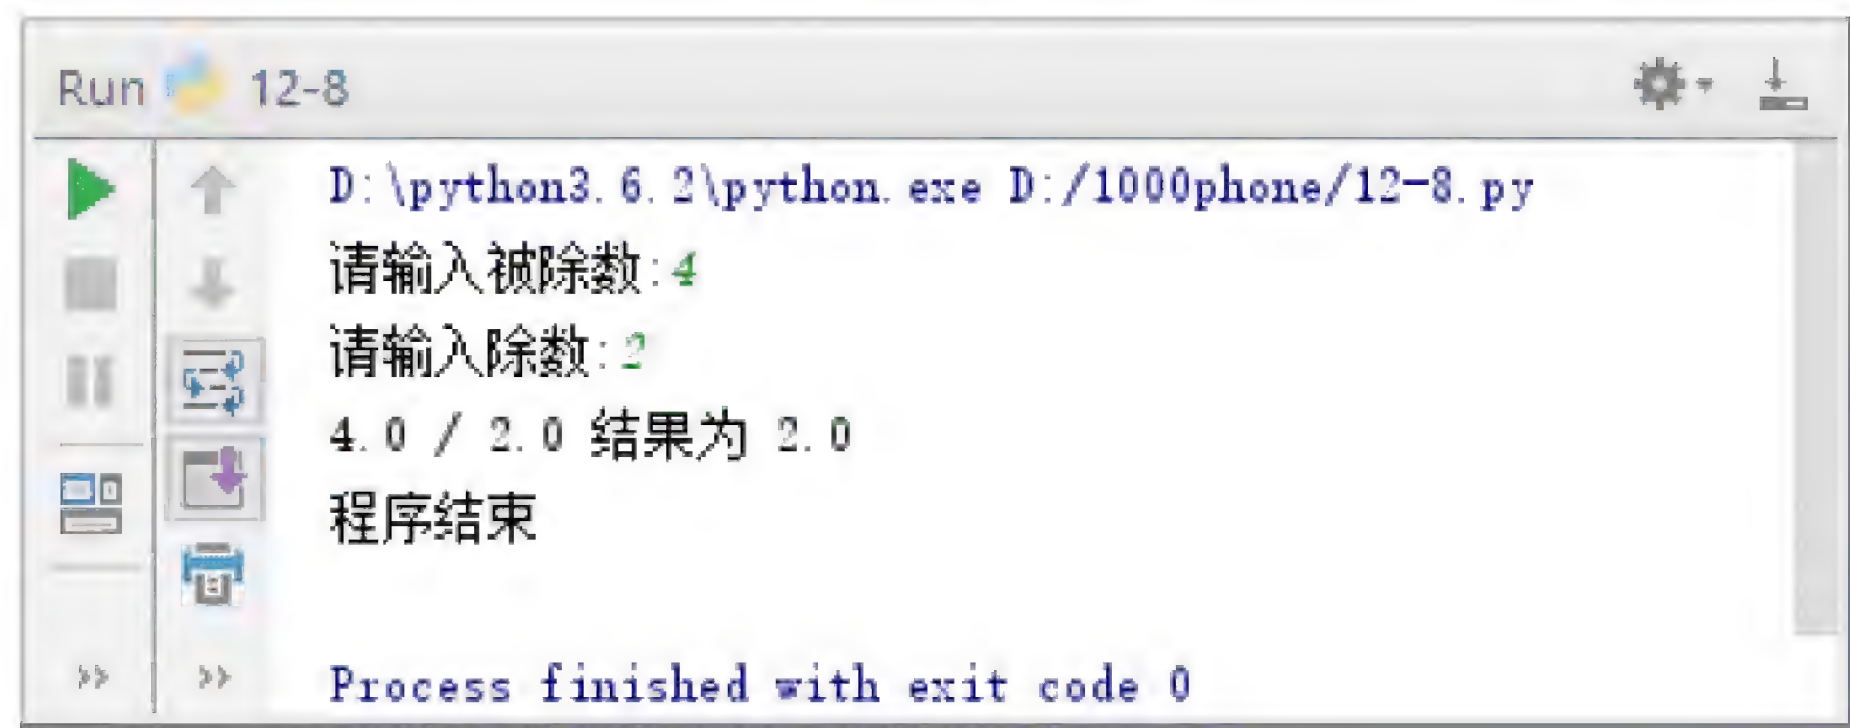 Run 12-8
D:\python3.6.2\python.exe D:/1000phone/12-8.py
请输入被除数:4
请输入除数:2
4.0 / 2.0 结果为 2.0
程序结束
Process finished with exit code 0